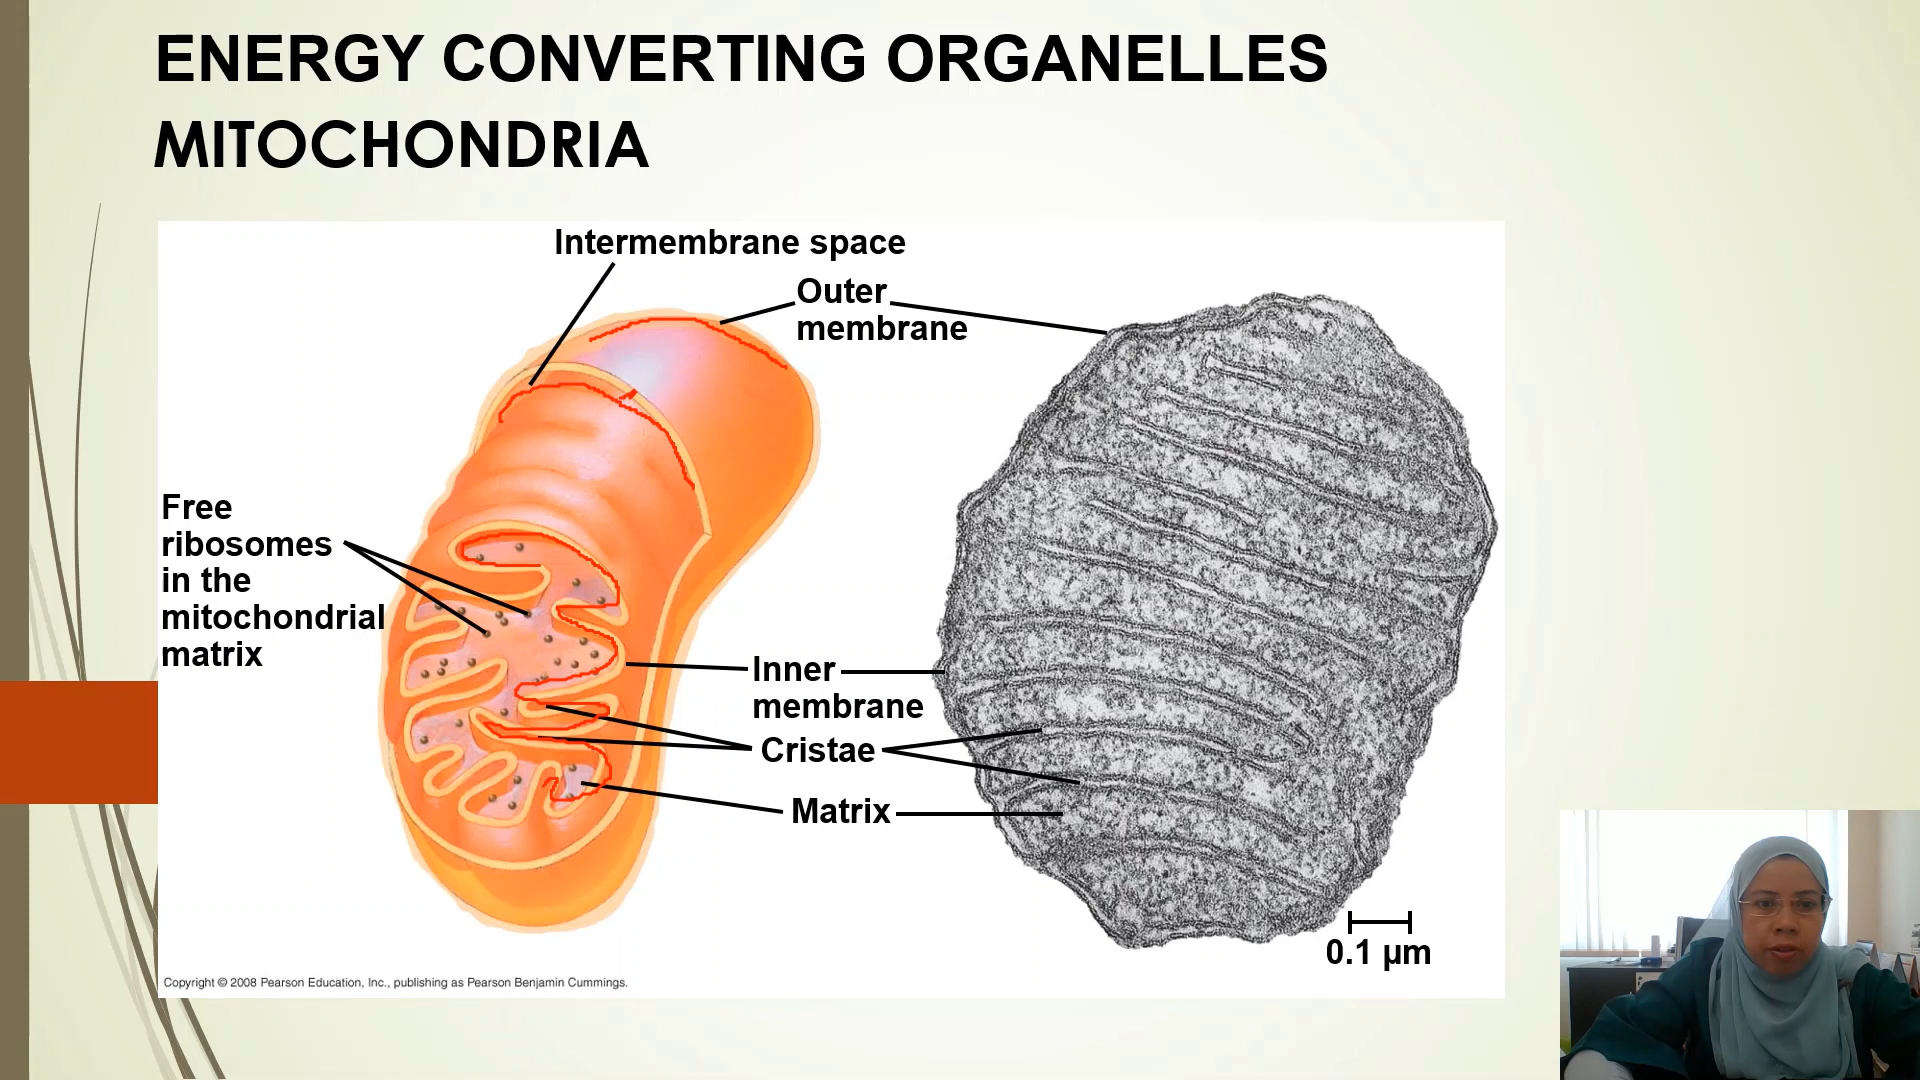 ENERGY CONVERTING ORGANELLES
MITOCHONDRIA
Intermembrane space
Outer
membrane
Free
ribosomes
in the
mitochondrial
matrix
Inner
membrane
Cristae
Matrix
0.1 µm
Copyright © 2008 Pearson Education, Inc., publishing as Pearson Benjamin Cummings.